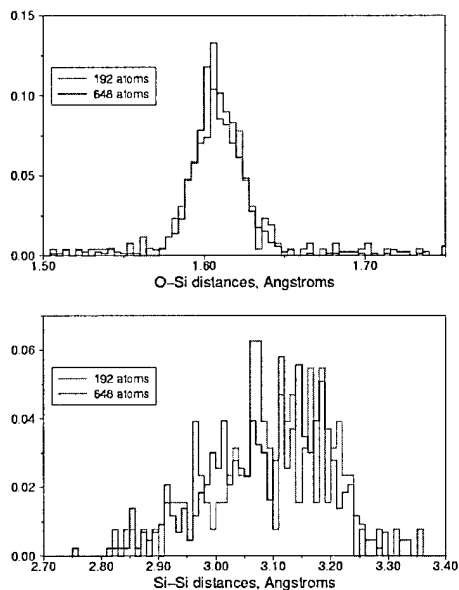 0.15
192 atoms
648 atoms
0.10
0.05
0.00
1.50 1.60 1.70
O–Si distances, Angstroms
0.06
192 atoms
648 atoms
0.04
0.02
0.00
2.70 2.80 2.90 3.00 3.10 3.20 3.30 3.40
Si–Si distances, Angstroms